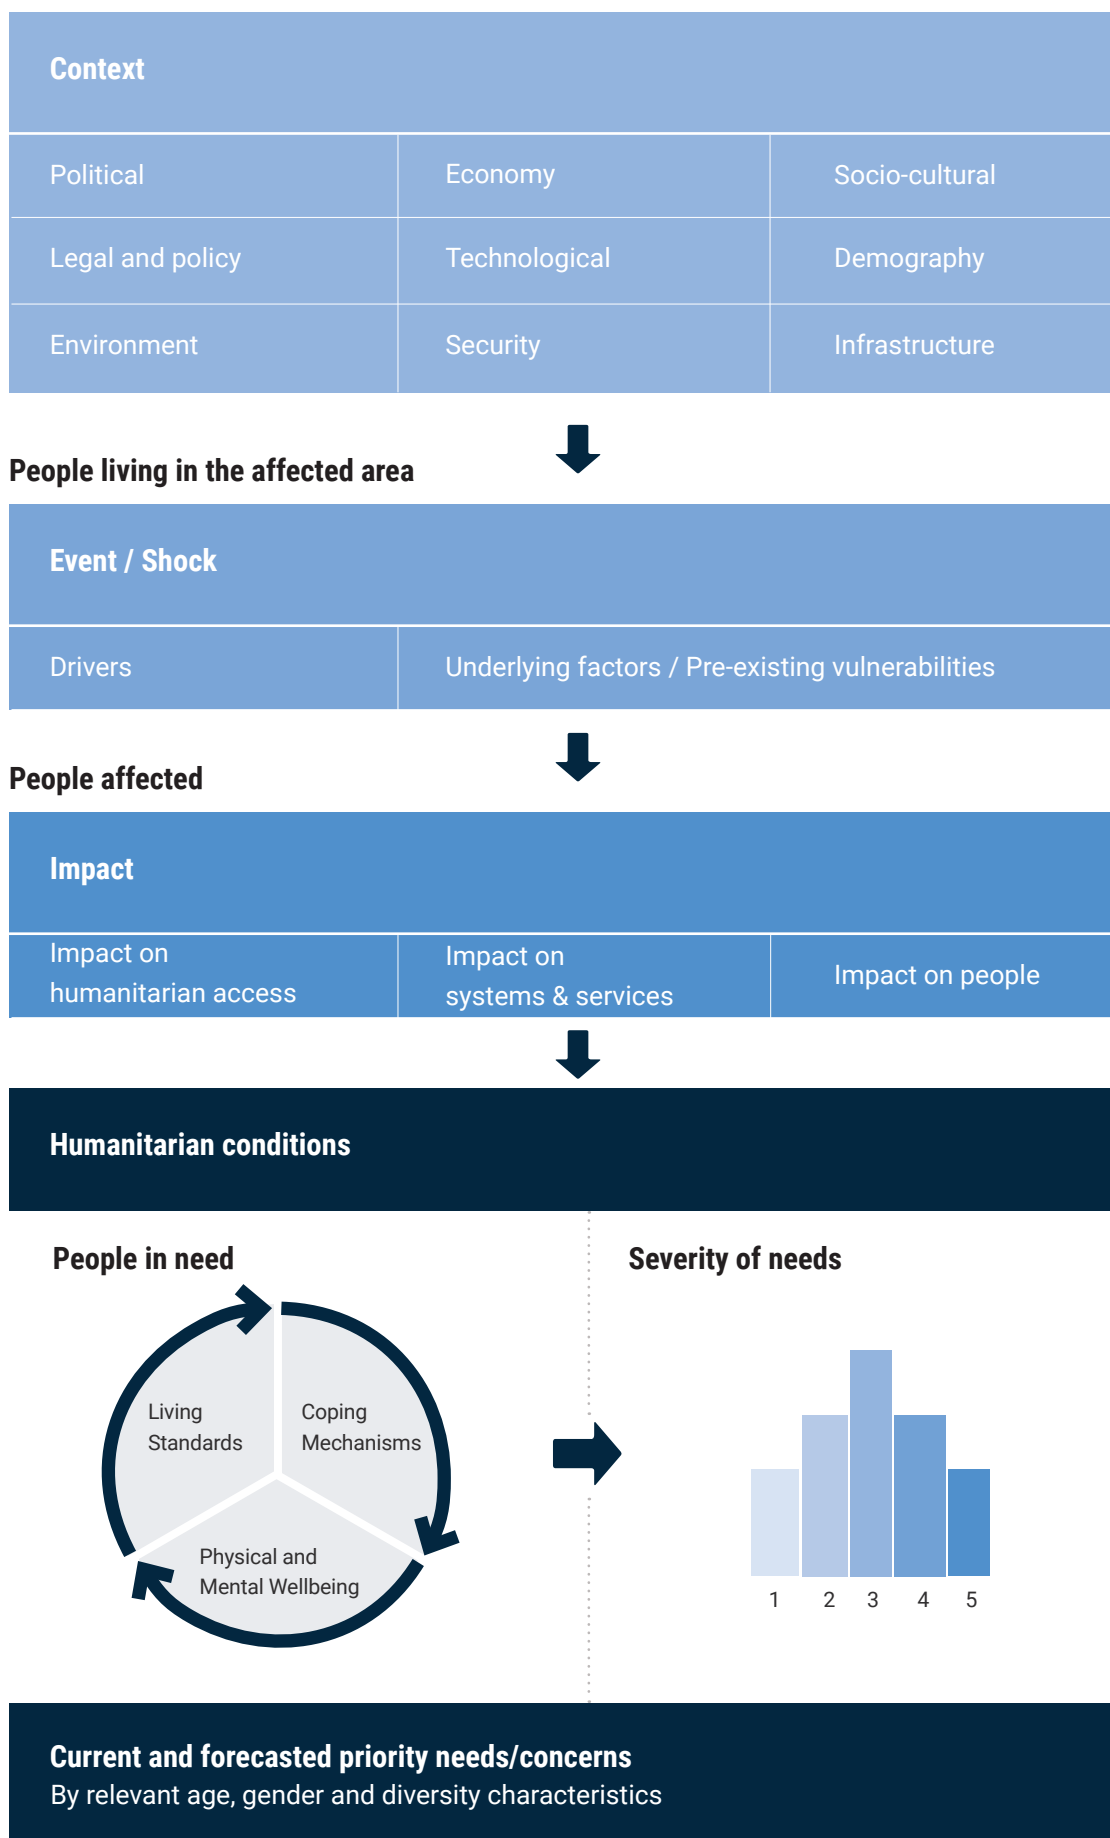 Context
Political
Economy
Socio-cultural
Legal and policy
Technological
Demography
Environment
Security
Infrastructure
People living in the affected area
Event / Shock
Drivers
Underlying factors / Pre-existing vulnerabilities
People affected
Impact
Impact on
humanitarian access
Impact on
systems & services
Impact on people
Humanitarian conditions
People in need
Living
Standards
Coping
Mechanisms
Physical and
Mental Wellbeing
Severity of needs
1 2 3 4 5
Current and forecasted priority needs/concerns
By relevant age, gender and diversity characteristics